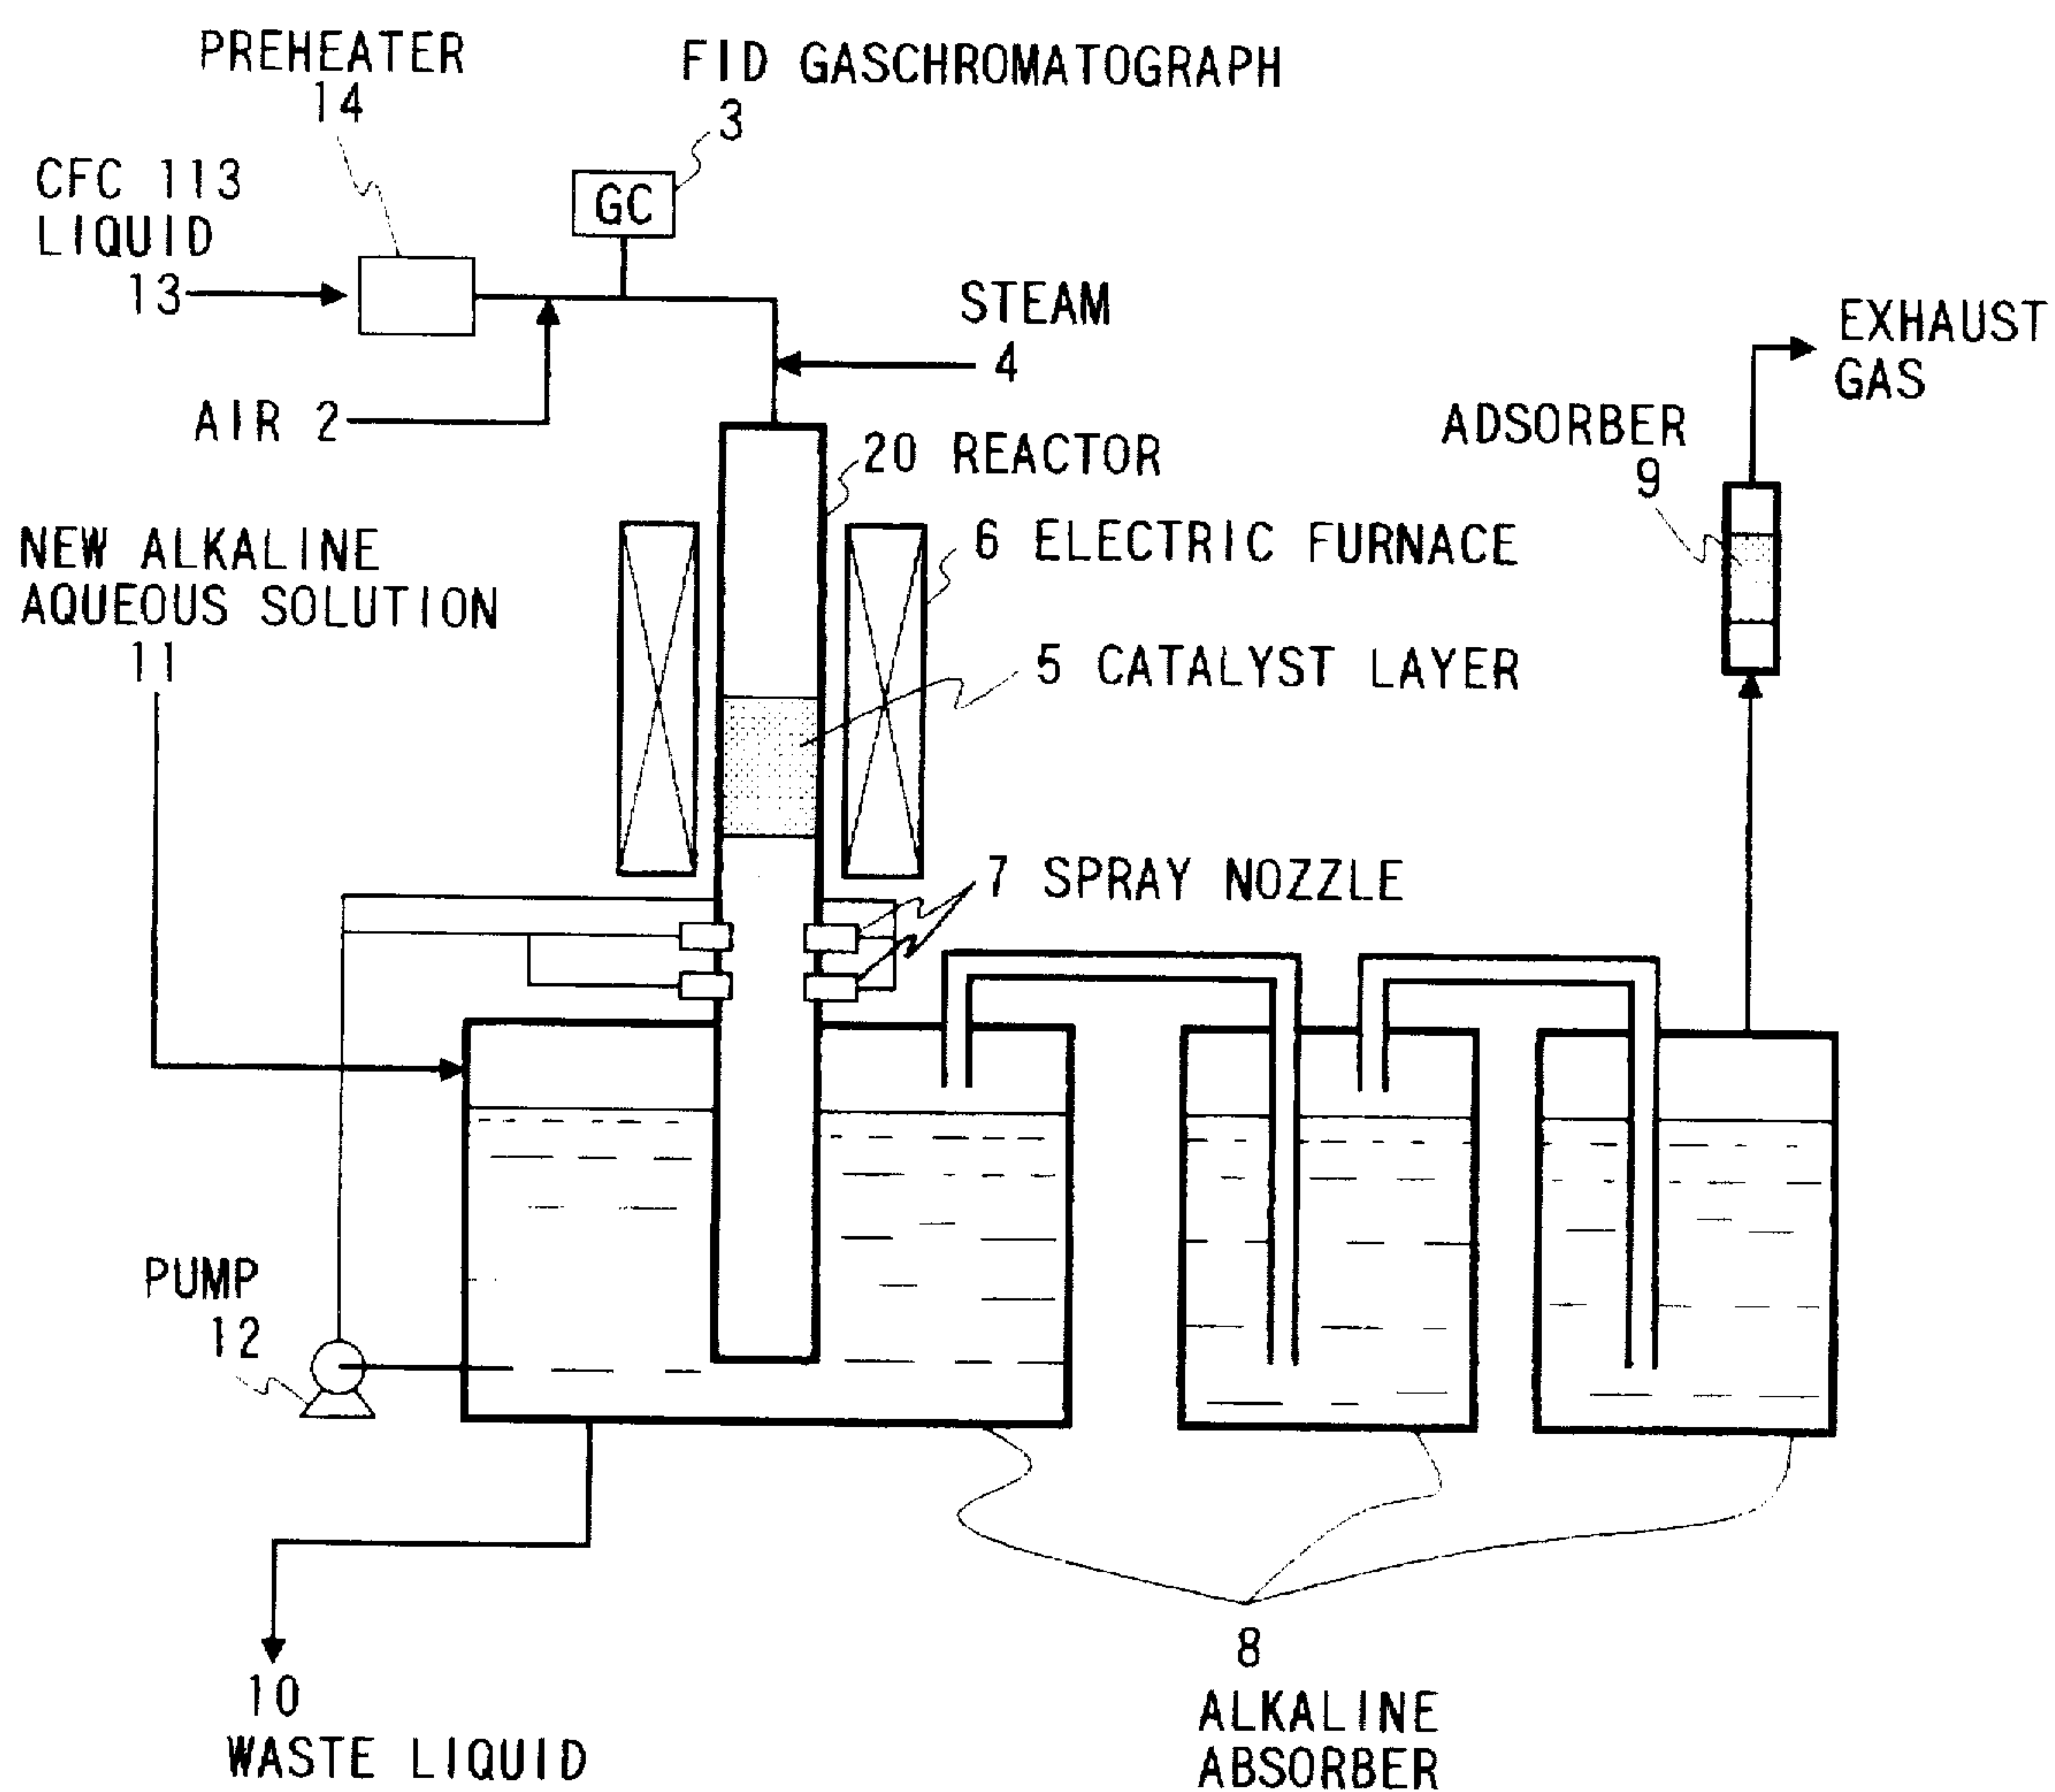 PREHEATER
14
FID GASCHROMATOGRAPH
3
CFC 113
LIQUID
13
GC
STEAM
4
AIR 2
EXHAUST
GAS
ADSORBER
9
20 REACTOR
NEW ALKALINE
AQUEOUS SOLUTION
11
6 ELECTRIC FURNACE
5 CATALYST LAYER
7 SPRAY NOZZLE
PUMP
12
10
WASTE LIQUID
8
ALKALINE
ABSORBER